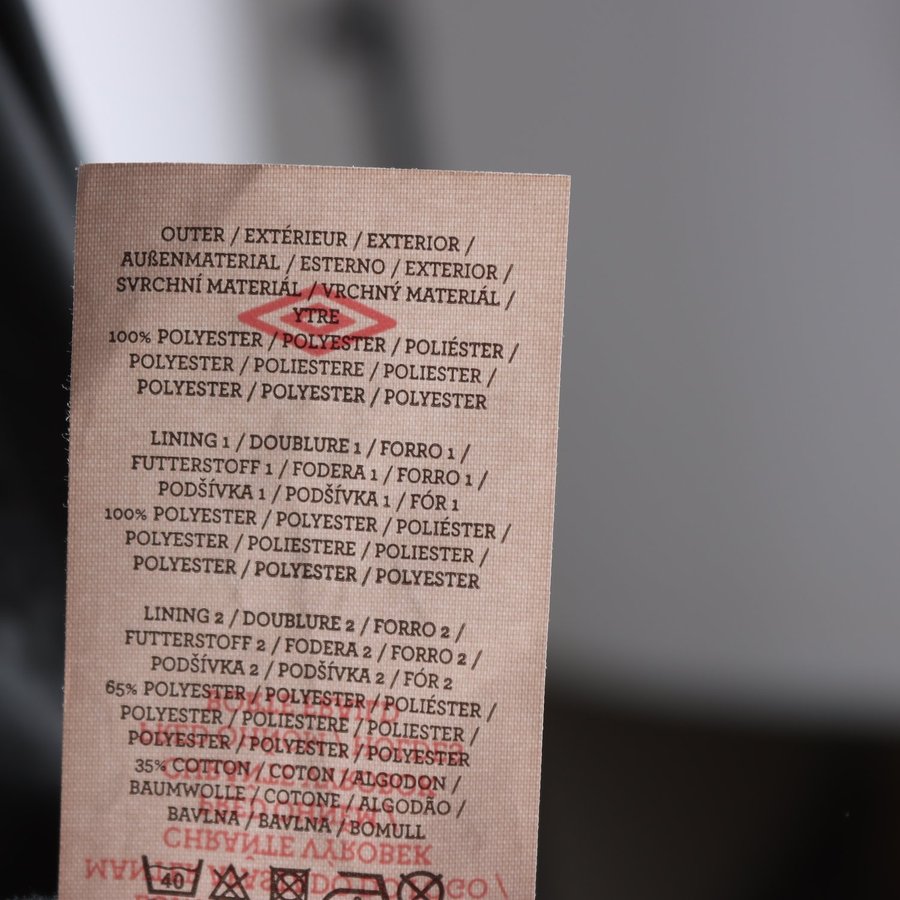 OUTER / EXTÉRIEUR / EXTERIOR /
AUßENMATERIAL / ESTERNO / EXTERIOR /
SVRCHNÍ MATERIÁL / VRCHNÝ MATERIÁL /
YTRE
100% POLYESTER / POLYESTER / POLIÉSTER /
POLYESTER / POLIESTERE / POLIESTER /
POLYESTER / POLYESTER / POLYESTER
LINING 1 / DOUBLURE 1 / FORRO 1 /
FUTTERSTOFF 1 / FODERA 1 / FORRO 1 /
PODŠÍVKA 1 / PODŠÍVKA 1 / FÓR 1
100% POLYESTER / POLYESTER / POLIÉSTER /
POLYESTER / POLIESTERE / POLIESTER /
POLYESTER / POLYESTER / POLYESTER
LINING 2 / DOUBLURE 2 / FORRO 2 /
FUTTERSTOFF 2 / FODERA 2 / FORRO 2 /
PODŠÍVKA 2 / PODŠÍVKA 2 / FÓR 2
65% POLYESTER / POLYESTER / POLIÉSTER /
POLYESTER / POLIESTERE / POLIESTER /
POLYESTER / POLYESTER / POLYESTER
35% COTTON / COTON / ALGODON /
BAUMWOLLE / COTONE / ALGODÃO /
BAVLNA / BAVLNA / BOMULL
CHRAŇTE VÝROBEK
40